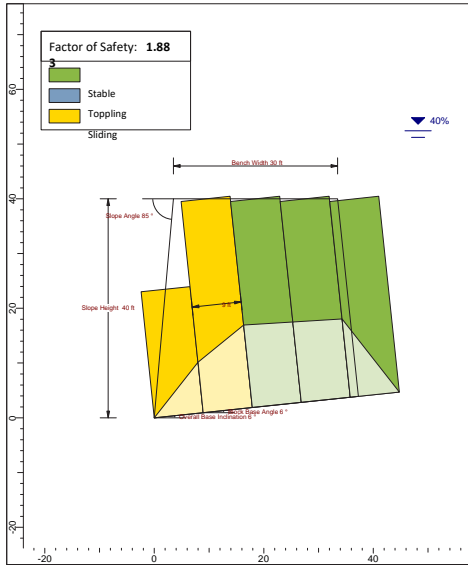 Factor of Safety: 1.88
3
Stable
Toppling
Sliding
40%
Bench Width 30 ft
Slope Angle 85 °
Slope Height 40 ft
Block Base Angle 6 °
Overall Base Inclination 6 °
60
40
20
0
-20
-20
0
20
40